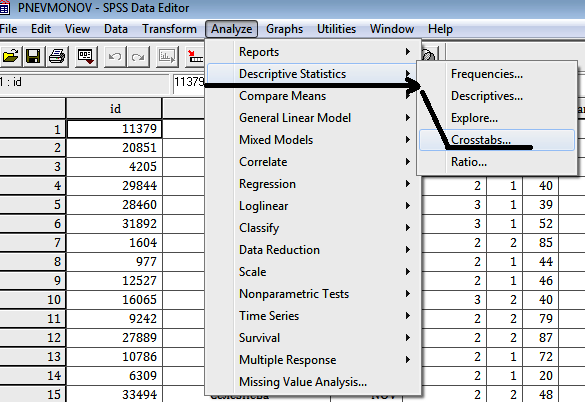 PNEVMONOV - SPSS Data Editor
File Edit View Data Transform Analyze Graphs Utilities Window Help
1 : id 11379
id
Reports
Descriptive Statistics
Compare Means
General Linear Model
Mixed Models
Correlate
Regression
Loglinear
Classify
Data Reduction
Scale
Nonparametric Tests
Time Series
Survival
Multiple Response
Missing Value Analysis...
Frequencies...
Descriptives...
Explore...
Crosstabs...
Ratio...
1 11379
2 20851
3 4205
4 29844 2 1 40
5 28460 3 1 39
6 31892 3 1 52
7 1604 2 2 85
8 977 2 1 44
9 12527 2 1 46
10 16065 3 2 40
11 9242 2 2 79
12 27889 2 2 87
13 10786 2 1 72
14 6309 2 1 20
15 33494 2 2 48